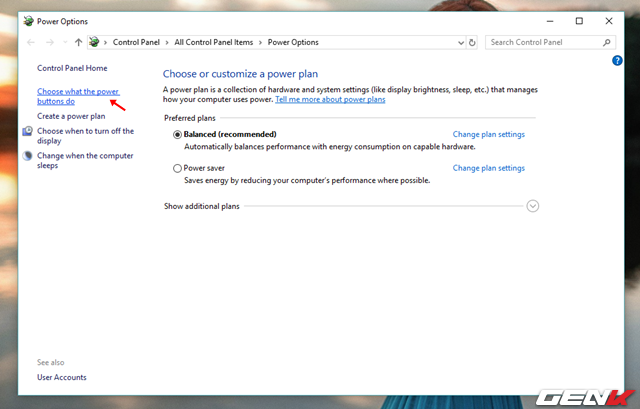 Power Options
Control Panel > All Control Panel Items > Power Options
Search Control Panel
Control Panel Home
Choose what the power
buttons do
Create a power plan
Choose when to turn off the
display
Change when the computer
sleeps
Choose or customize a power plan
A power plan is a collection of hardware and system settings (like display brightness, sleep, etc.) that manages
how your computer uses power. Tell me more about power plans
Preferred plans
Balanced (recommended)
Change plan settings
Automatically balances performance with energy consumption on capable hardware.
Power saver
Change plan settings
Saves energy by reducing your computer's performance where possible.
Show additional plans
See also
User Accounts
GENK